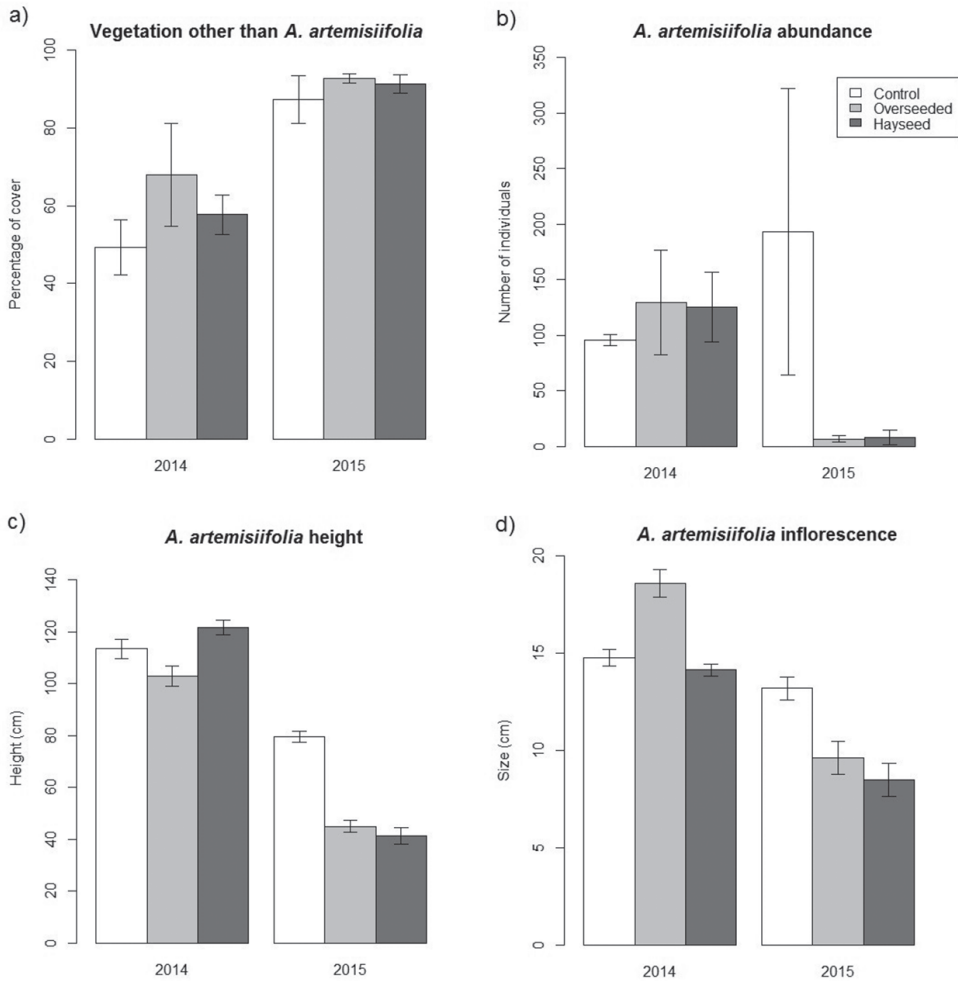 a)
Vegetation other than A. artemisiifolia
Percentage of cover
100
80
60
40
20
0
2014
2015
b)
A. artemisiifolia abundance
Number of individuals
350
300
250
200
150
100
50
0
Control
Overseeded
Hayseed
2014
2015
c)
A. artemisiifolia height
Height (cm)
140
120
100
80
60
40
20
0
2014
2015
d)
A. artemisiifolia inflorescence
Size (cm)
20
15
10
5
0
2014
2015